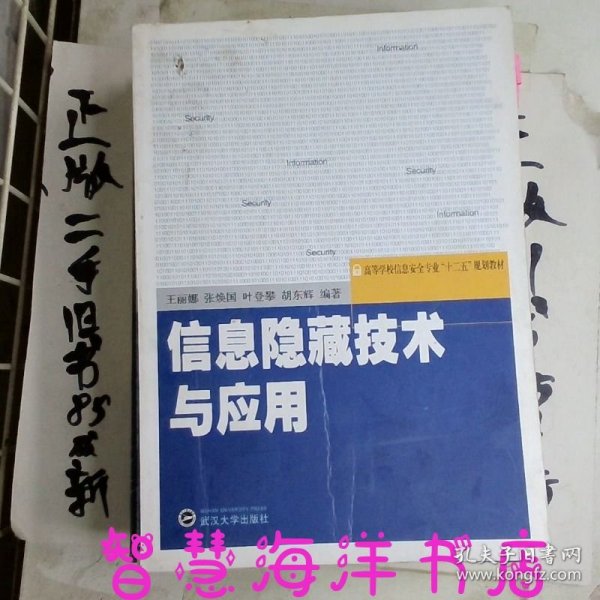 Information
Security
Information
Security
Security
Information
Security
高等学校信息安全专业“十二五”规划教材
王丽娜 张焕国 叶登攀 胡东辉 编著
信息隐藏技术
与应用
WUHAN UNIVERSITY PRESS
武汉大学出版社
正版二手旧书85成新
智慧海洋书店
孔夫子旧书网
www.kongfz.com